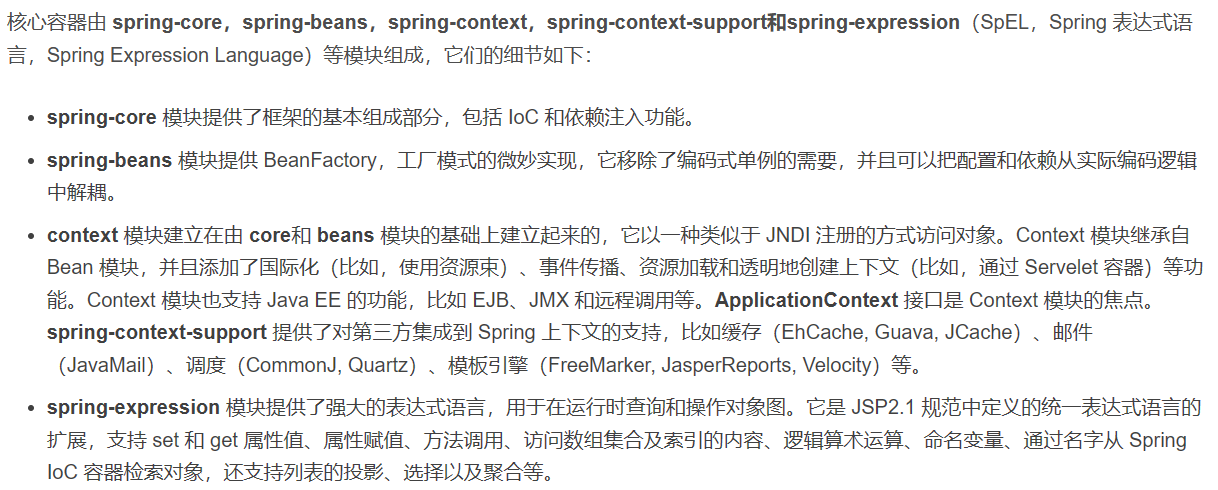 核心容器由 spring-core，spring-beans，spring-context，spring-context-support和spring-expression（SpEL，Spring 表达式语
言，Spring Expression Language）等模块组成，它们的细节如下：
• spring-core 模块提供了框架的基本组成部分，包括 IoC 和依赖注入功能。
• spring-beans 模块提供 BeanFactory，工厂模式的微妙实现，它移除了编码式单例的需要，并且可以把配置和依赖从实际编码逻辑
中解耦。
• context 模块建立在由 core和 beans 模块的基础上建立起来的，它以一种类似于 JNDI 注册的方式访问对象。Context 模块继承自
Bean 模块，并且添加了国际化（比如，使用资源束）、事件传播、资源加载和透明地创建上下文（比如，通过 Servelet 容器）等功
能。Context 模块也支持 Java EE 的功能，比如 EJB、JMX 和远程调用等。ApplicationContext 接口是 Context 模块的焦点。
spring-context-support 提供了对第三方集成到 Spring 上下文的支持，比如缓存（EhCache, Guava, JCache）、邮件
（JavaMail）、调度（CommonJ, Quartz）、模板引擎（FreeMarker, JasperReports, Velocity）等。
• spring-expression 模块提供了强大的表达式语言，用于在运行时查询和操作对象图。它是 JSP2.1 规范中定义的统一表达式语言的
扩展，支持 set 和 get 属性值、属性赋值、方法调用、访问数组集合及索引的内容、逻辑算术运算、命名变量、通过名字从 Spring
IoC 容器检索对象，还支持列表的投影、选择以及聚合等。